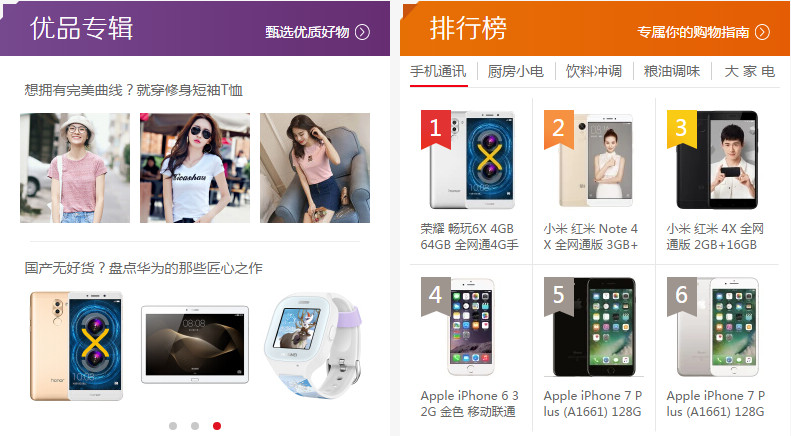 优品专辑
甄选优质好物
想拥有完美曲线？就穿修身短袖T恤
国产无好货？盘点华为的那些匠心之作
排行榜
专属你的购物指南
手机通讯 厨房小电 饮料冲调 粮油调味 大 家 电
1
荣耀 畅玩6X 4GB
64GB 全网通4G手
2
小米 红米 Note 4
X 全网通版 3GB+
3
小米 红米 4X 全网
通版 2GB+16GB
4
Apple iPhone 6 3
2G 金色 移动联通
5
Apple iPhone 7 P
lus (A1661) 128G
6
Apple iPhone 7 P
lus (A1661) 128G